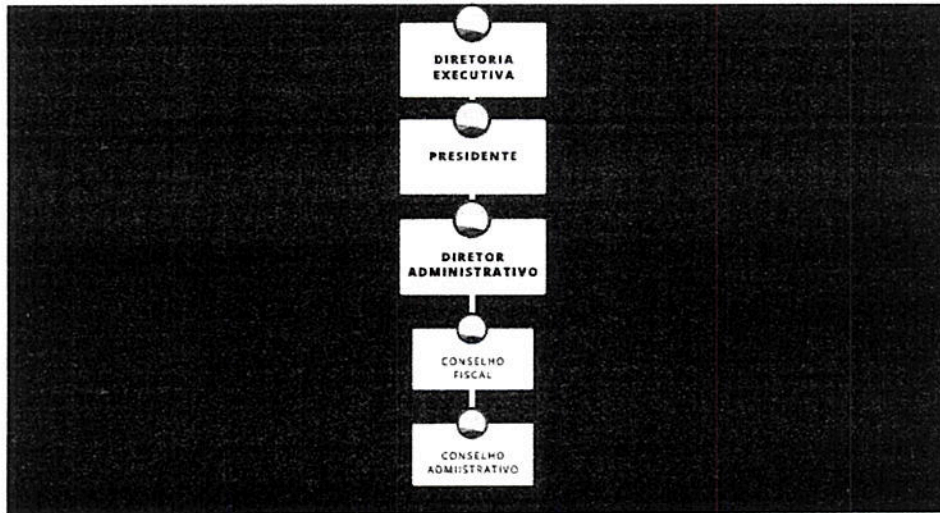 DIRETORIA
EXECUTIVA
PRESIDENTE
DIRETOR
ADMINISTRATIVO
CONSELHO
FISCAL
CONSELHO
ADMIISTRATIVO